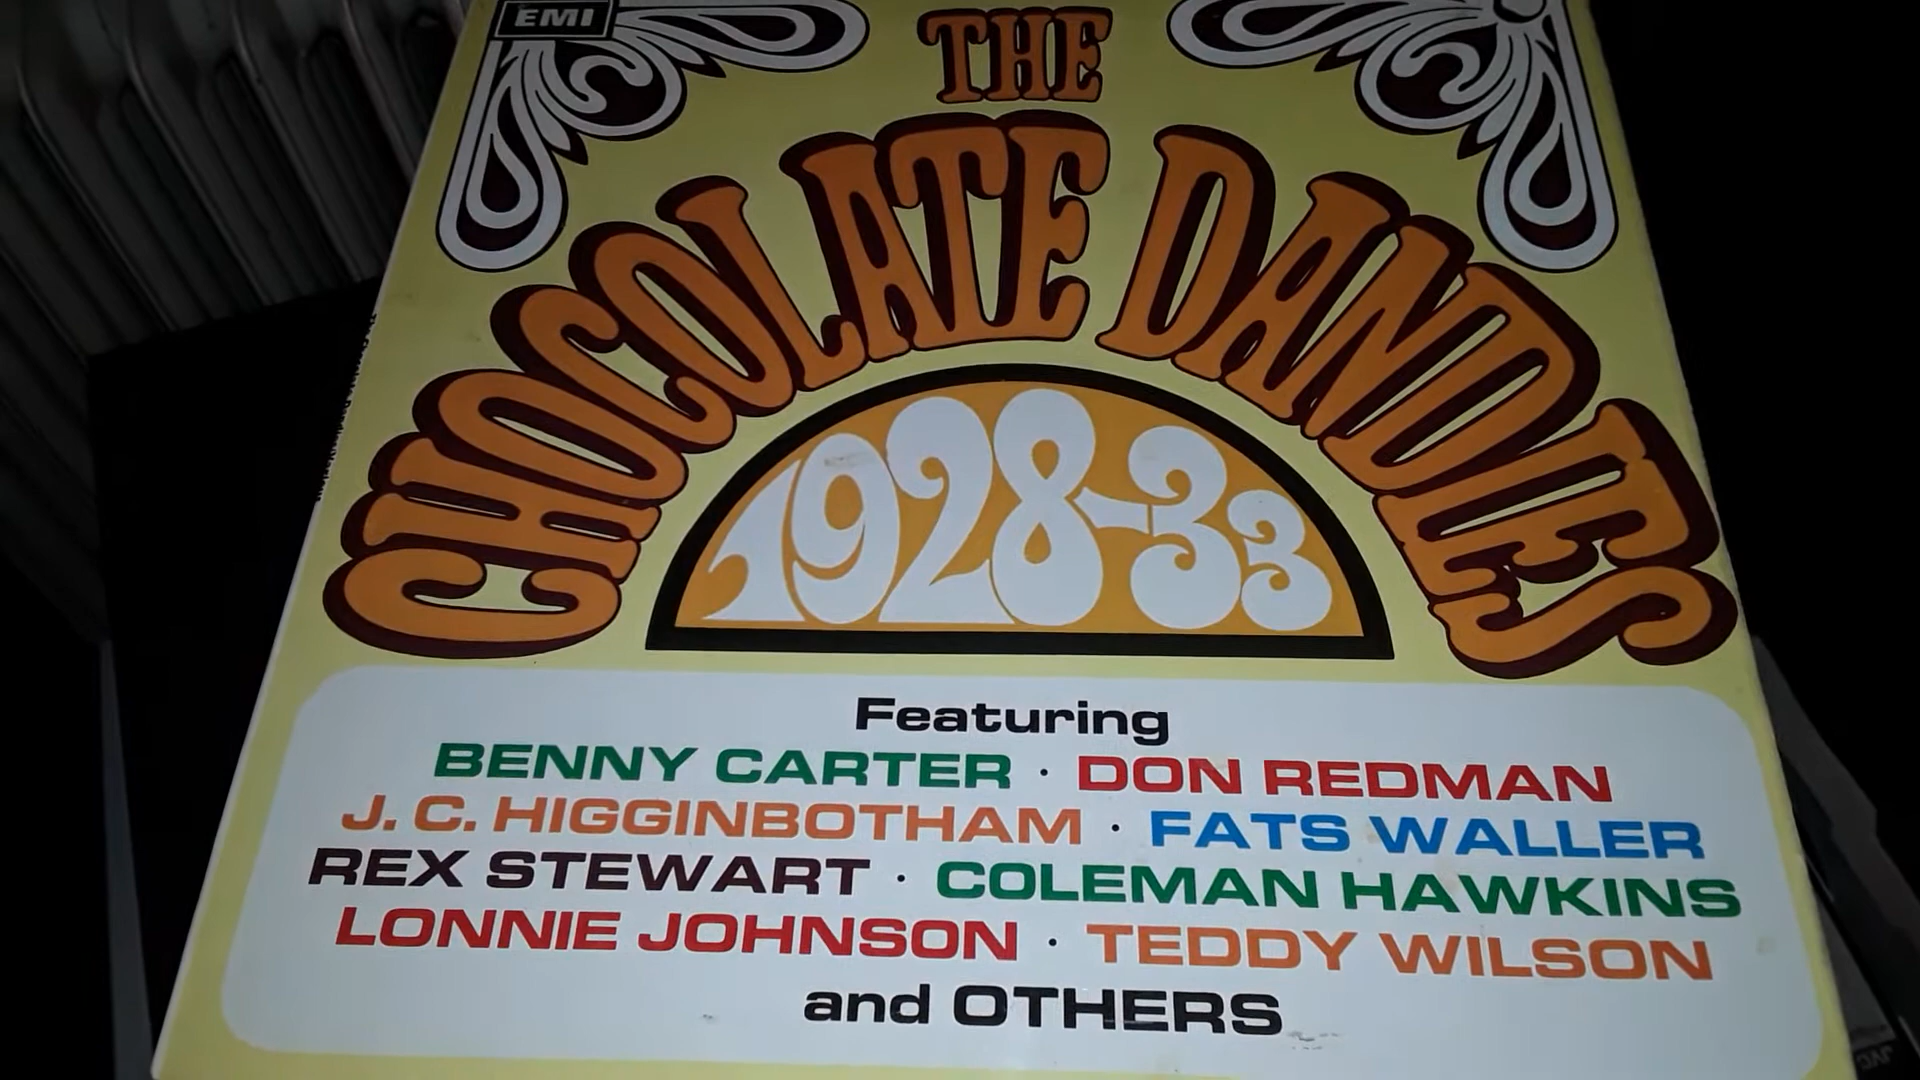 EMI
THE
CHOCOLATE DANDIES
1928-33
Featuring
BENNY CARTER · DON REDMAN
J. C. HIGGINBOTHAM · FATS WALLER
REX STEWART · COLEMAN HAWKINS
LONNIE JOHNSON · TEDDY WILSON
and OTHERS